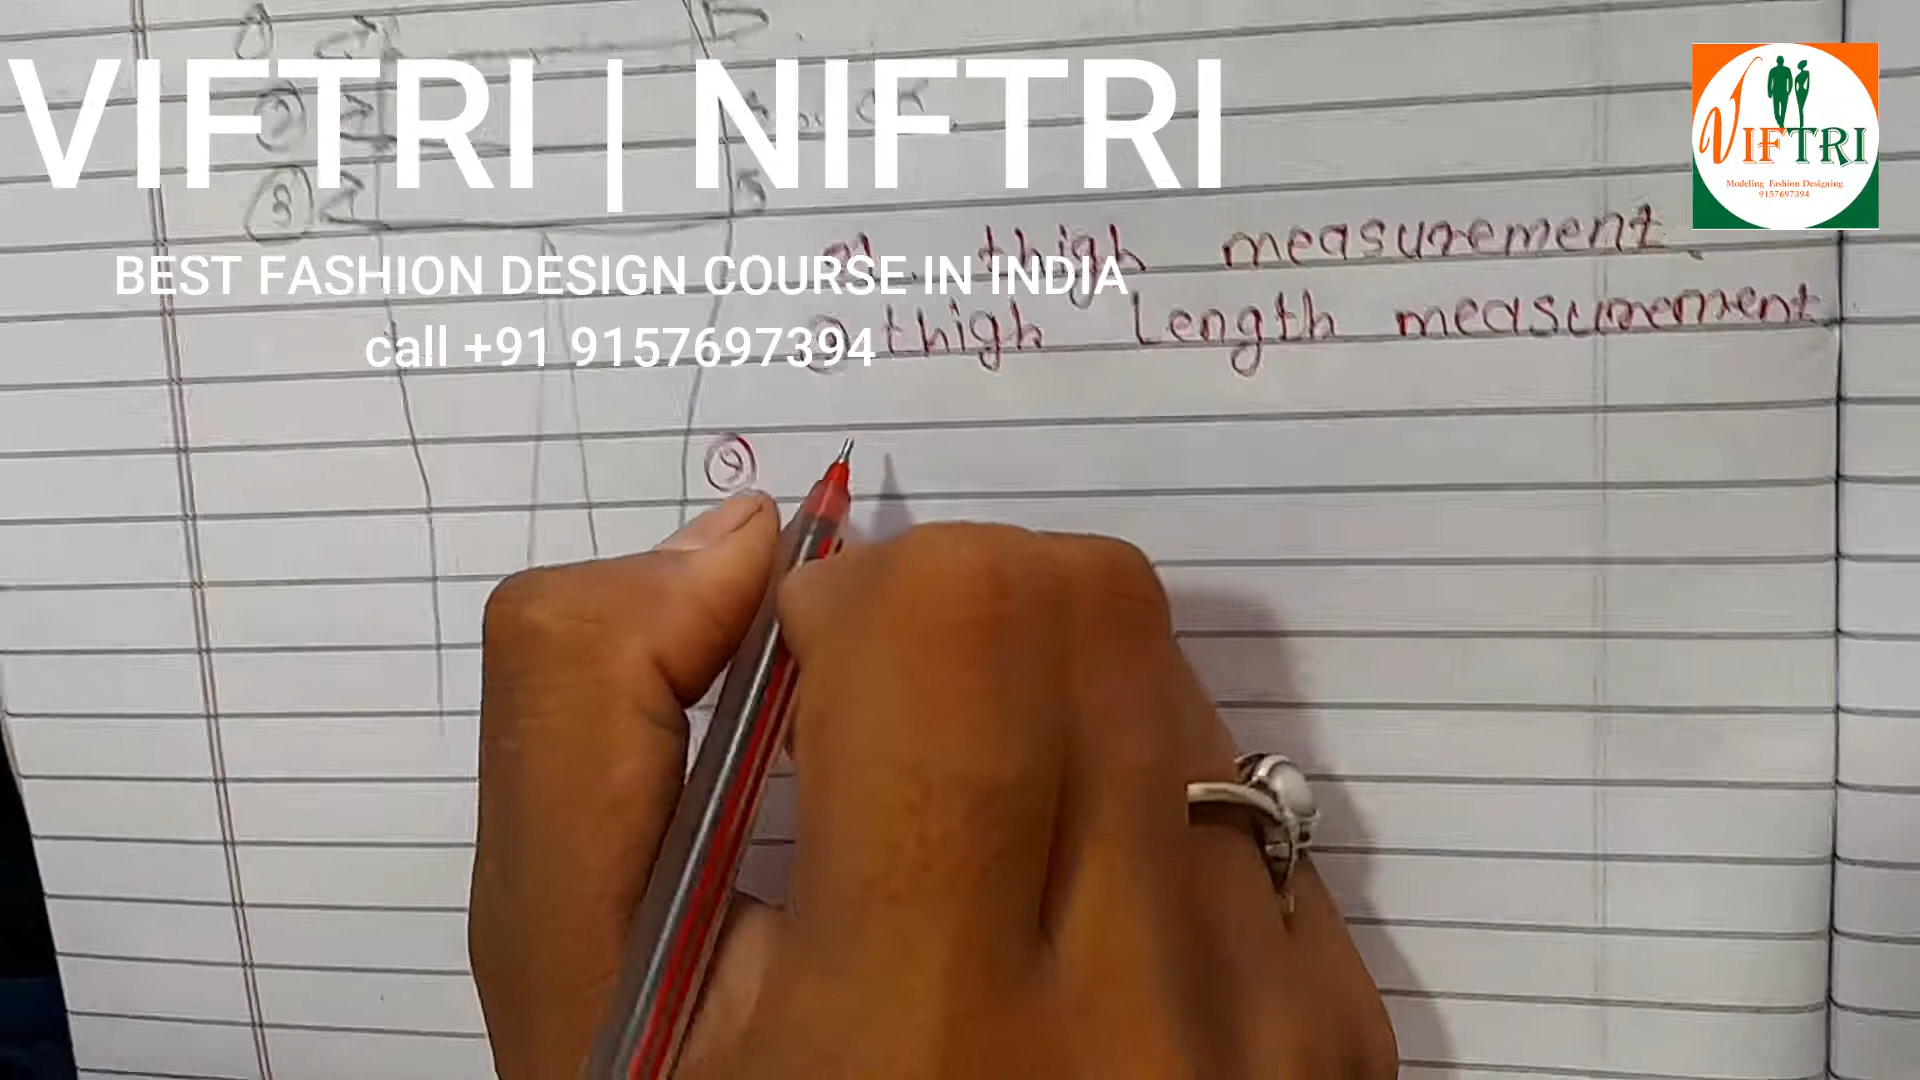 VIFTRI | NIFTRI
VIFTRI
Modeling Fashion Designing
9157697394
thigh measurement.
BEST FASHION DESIGN COURSE IN INDIA
thigh Length measurement
call +91 9157697394
9